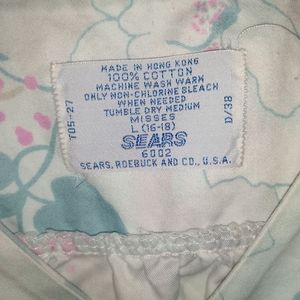 MADE IN HONG KONG
100% COTTON
MACHINE WASH WARM
ONLY NON-CHLORINE BLEACH
WHEN NEEDED
TUMBLE DRY MEDIUM
MISSES
L (16-18)
SEARS
6002
SEARS, ROEBUCK AND CO., U.S.A.
T05-27
D/38